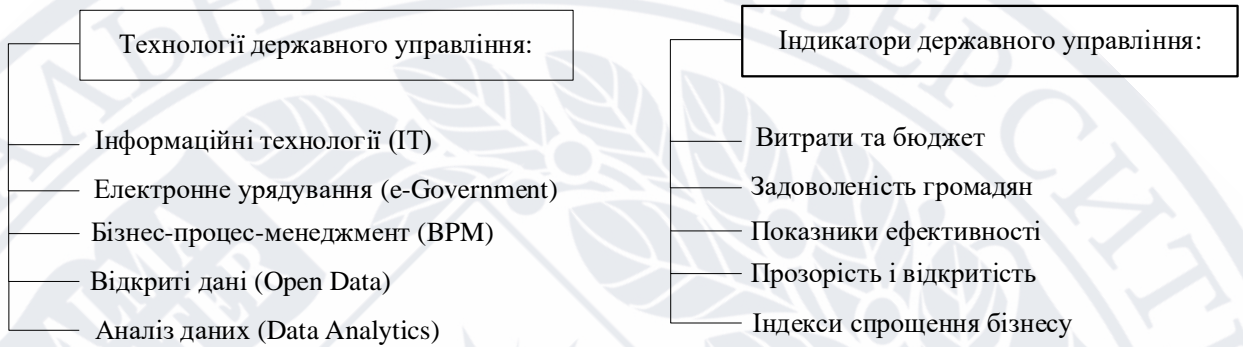 Технології державного управління:
Інформаційні технології (ІТ)
Електронне урядування (e-Government)
Бізнес-процес-менеджмент (BPM)
Відкриті дані (Open Data)
Аналіз даних (Data Analytics)
Індикатори державного управління:
Витрати та бюджет
Задоволеність громадян
Показники ефективності
Прозорість і відкритість
Індекси спрощення бізнесу